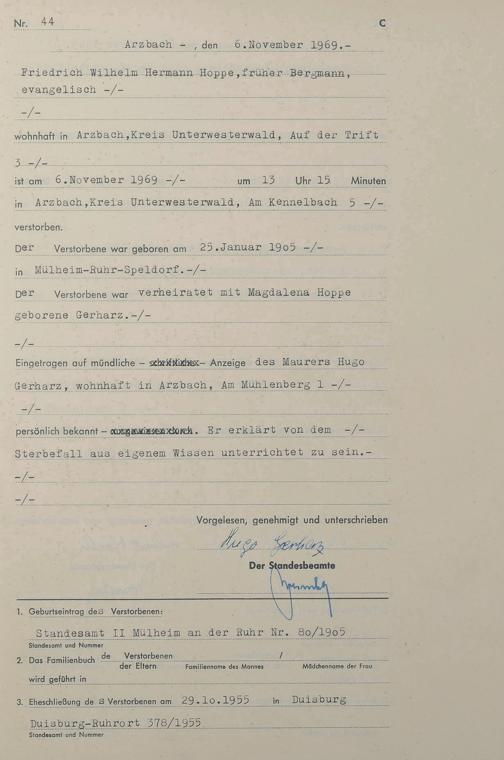 Nr. 44 C
Arzbach - , den 6.November 1969.-
Friedrich Wilhelm Hermann Hoppe,früher Bergmann,
evangelisch -/-
-/-
wohnhaft in Arzbach,Kreis Unterwesterwald, Auf der Trift
3 -/-
ist am 6.November 1969 -/- um 13 Uhr 15 Minuten
in Arzbach,Kreis Unterwesterwald, Am Kennelbach 5 -/-
verstorben.
Der Verstorbene war geboren am 25.Januar 19o5 -/-
in Mülheim-Ruhr-Speldorf.-/-
Der Verstorbene war verheiratet mit Magdalena Hoppe
geborene Gerharz.-/-
-/-
Eingetragen auf mündliche – – Anzeige des Maurers Hugo
Gerharz, wohnhaft in Arzbach, Am Mühlenberg 1 -/-
-/-
persönlich bekannt – . Er erklärt von dem -/-
Sterbefall aus eigenem Wissen unterrichtet zu sein.-
-/-
-/-
Vorgelesen, genehmigt und unterschrieben
Hugo Gerharz
Der Standesbeamte
1. Geburtseintrag des Verstorbenen:
Standesamt II Mülheim an der Ruhr Nr. 8o/19o5
Standesamt und Nummer
2. Das Familienbuch de Verstorbenen /
der Eltern Familienname des Mannes Mädchenname der Frau
wird geführt in
3. Eheschließung des Verstorbenen am 29.1o.1955 in Duisburg
Duisburg-Ruhrort 378/1955
Standesamt und Nummer